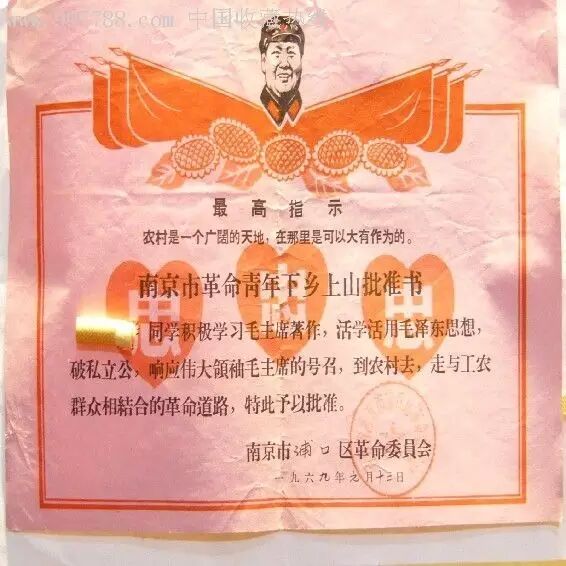 中国收藏热线
最高指示
农村是一个广阔的天地，在那里是可以大有作为的。
南京市革命青年下乡上山批准书
忠 忠
同学积极学习毛主席著作，活学活用毛泽东思想，
破私立公，响应伟大领袖毛主席的号召，到农村去，走与工农
群众相結合的革命道路，特此予以批准。
南京市浦口区革命委員会
一九六九年元月十三日